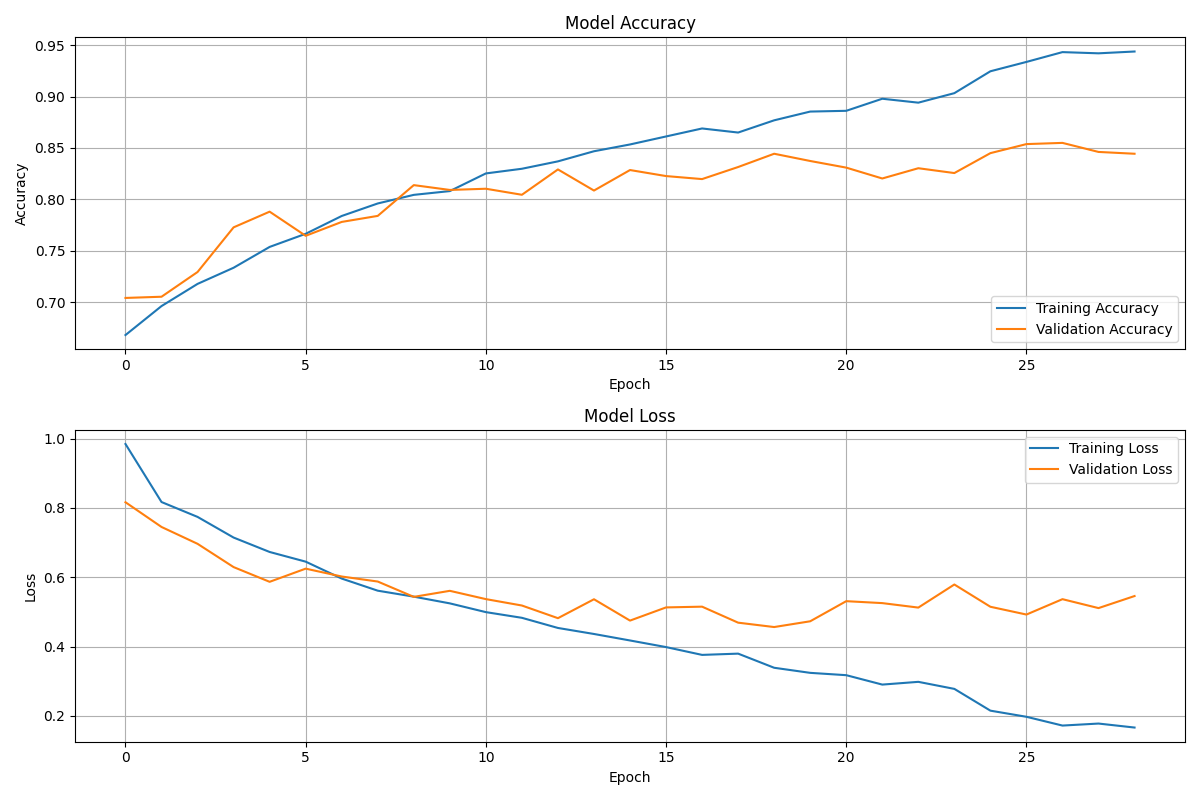 Model Accuracy
0.95
0.90
0.85
0.80
0.75
0.70
Accuracy
Training Accuracy
Validation Accuracy
0 5 10 15 20 25
Epoch
Model Loss
1.0
0.8
0.6
0.4
0.2
Loss
Training Loss
Validation Loss
0 5 10 15 20 25
Epoch